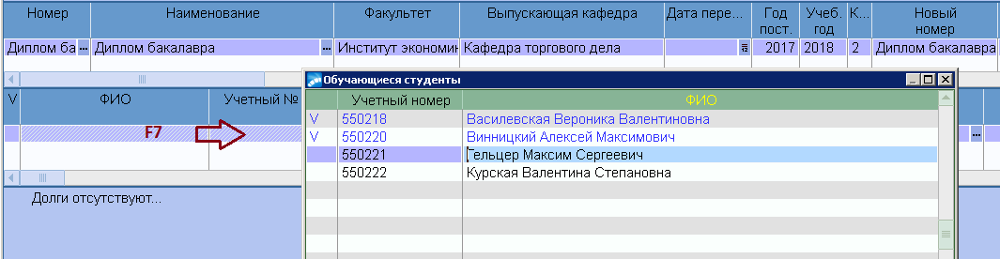 Номер Наименование Факультет Выпускающая кафедра Дата пере... Год пост. Учеб. год К... Новый номер
Диплом ба ... Диплом бакалавра ... Институт экономин Кафедра торгового дела 12 2017 2018 2 Диплом бакалавра
Обучающиеся студенты
V ФИО Учетный №
Учетный номер ФИО
V 550218 Василевская Вероника Валентиновна
F7 ...
V 550220 Винницкий Алексей Максимович
550221 Гельцер Максим Сергеевич
550222 Курская Валентина Степановна
Долги отсутствуют...